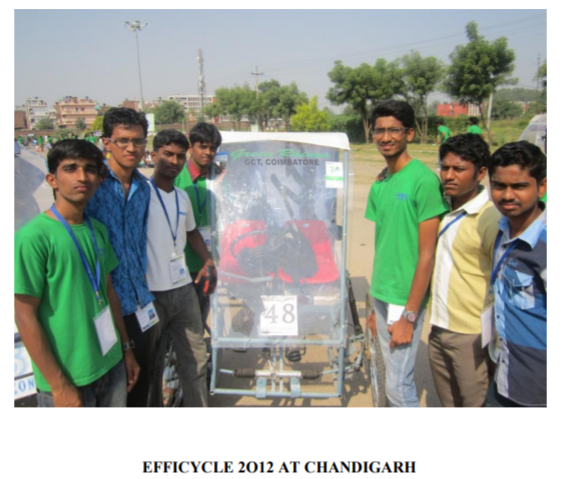 GCT, COIMBATORE
48
EFFICYCLE 2O12 AT CHANDIGARH